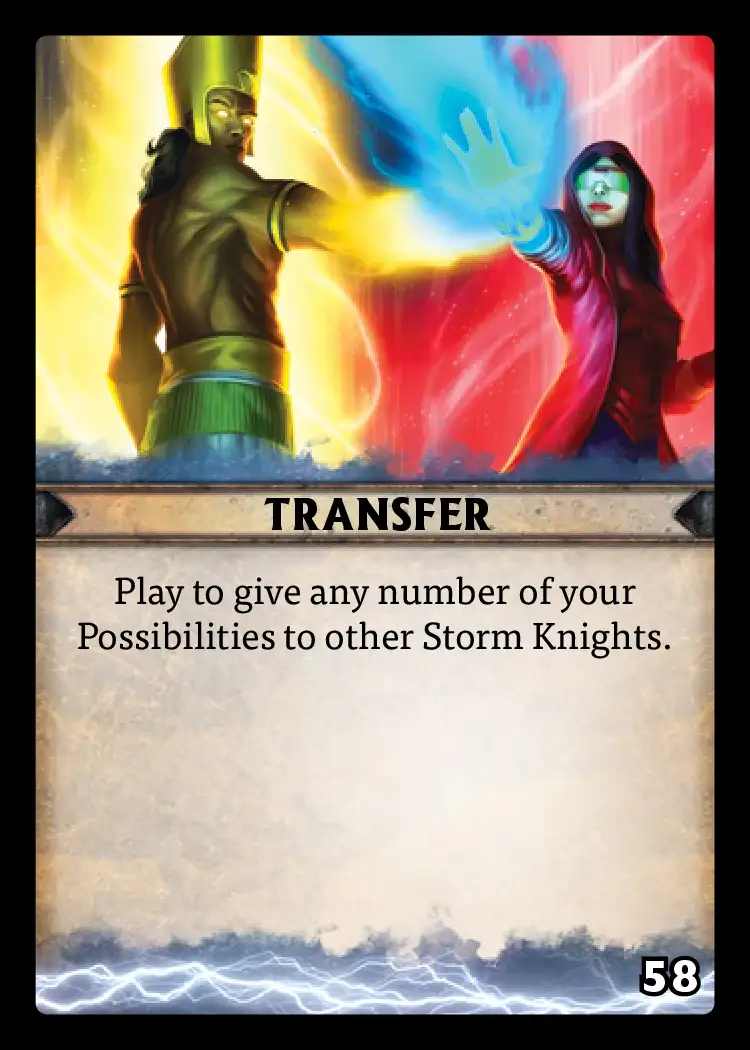 TRANSFER
Play to give any number of your
Possibilities to other Storm Knights.
58